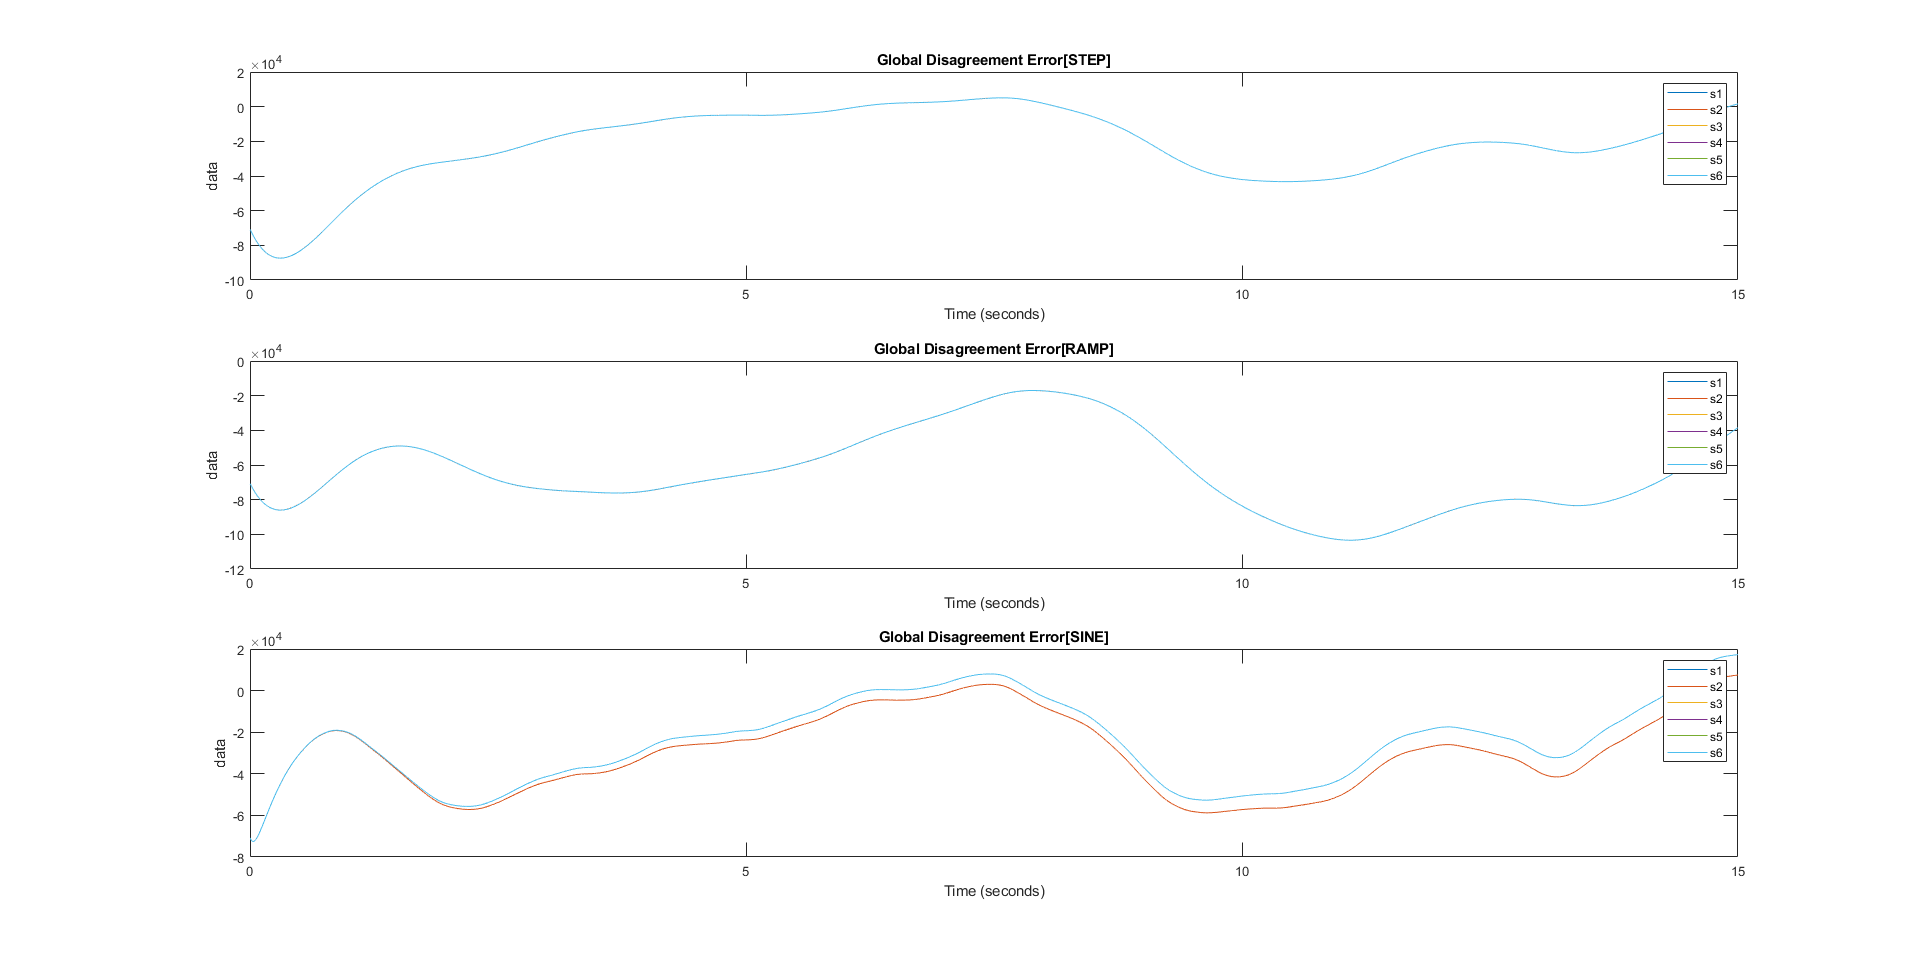 Global Disagreement Error[STEP]
×10^4
2
0
-2
-4
-6
-8
-10
data
s1
s2
s3
s4
s5
s6
0 5 10 15
Time (seconds)
Global Disagreement Error[RAMP]
×10^4
0
-2
-4
-6
-8
-10
-12
data
s1
s2
s3
s4
s5
s6
0 5 10 15
Time (seconds)
Global Disagreement Error[SINE]
×10^4
2
0
-2
-4
-6
-8
data
s1
s2
s3
s4
s5
s6
0 5 10 15
Time (seconds)